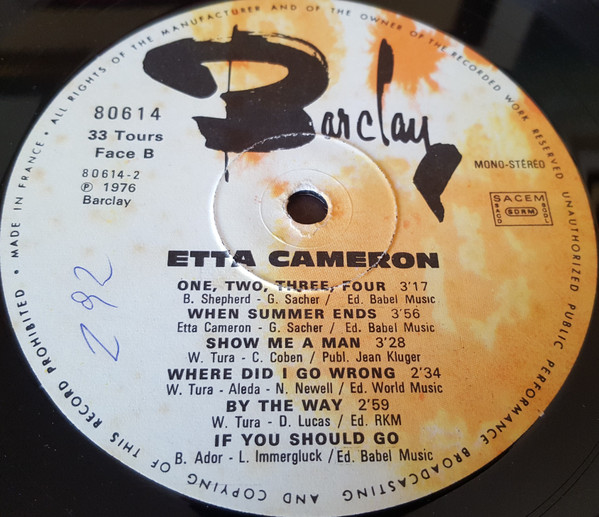 MADE IN FRANCE • ALL RIGHTS OF THE MANUFACTURER AND OF THE OWNER OF THE RECORDED WORK RESERVED UNAUTHORIZED PUBLIC PERFORMANCE BROADCASTING AND COPYING OF THIS RECORD PROHIBITED •
Barclay
80614
33 Tours
Face B
80614-2
℗ 1976
Barclay
MONO-STÉRÉO
SACEM
SACD
SDRM
SGDL
292
ETTA CAMERON
ONE, TWO, THREE, FOUR 3'17
B. Shepherd - G. Sacher / Ed. Babel Music
WHEN SUMMER ENDS 3'56
Etta Cameron - G. Sacher / Ed. Babel Music
SHOW ME A MAN 3'28
W. Tura - C. Coben / Publ. Jean Kluger
WHERE DID I GO WRONG 2'34
W. Tura - Aleda - N. Newell / Ed. World Music
BY THE WAY 2'59
W. Tura - D. Lucas / Ed. RKM
IF YOU SHOULD GO
B. Ador - L. Immergluck / Ed. Babel Music